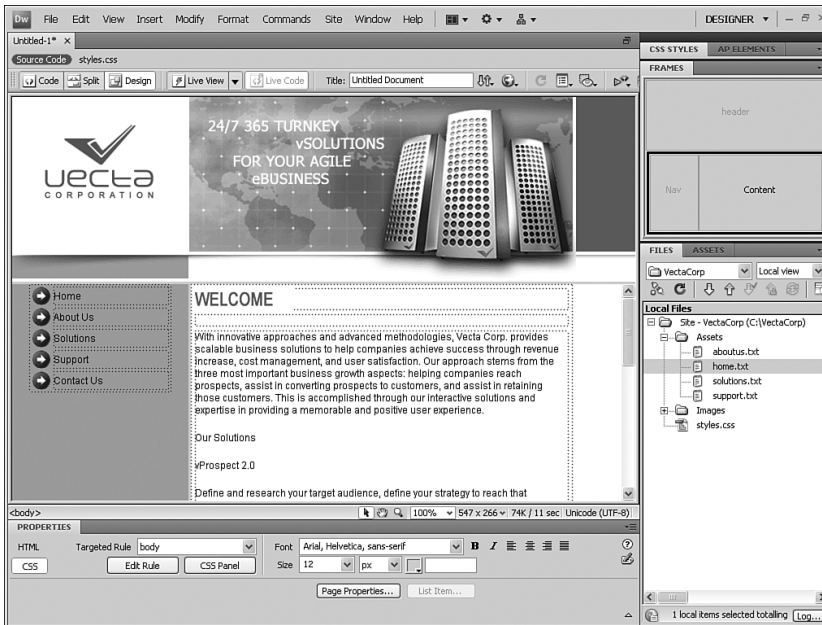 Dw File Edit View Insert Modify Format Commands Site Window Help DESIGNER
Untitled-1* ×
Source Code styles.css
Code Split Design Live View Live Code Title: Untitled Document
24/7 365 TURNKEY
vSOLUTIONS
FOR YOUR AGILE
eBUSINESS
vecta
CORPORATION
Home
About Us
Solutions
Support
Contact Us
WELCOME
With innovative approaches and advanced methodologies, Vecta Corp. provides
scalable business solutions to help companies achieve success through revenue
increase, cost management, and user satisfaction. Our approach stems from the
three most important business growth aspects: helping companies reach
prospects, assist in converting prospects to customers, and assist in retaining
those customers. This is accomplished through our interactive solutions and
expertise in providing a memorable and positive user experience.
Our Solutions
vProspect 2.0
Define and research your target audience, define your strategy to reach that
<body> 100% 547 x 266 74K / 11 sec Unicode (UTF-8)
PROPERTIES
HTML Targeted Rule body Font Arial, Helvetica, sans-serif B I
CSS Edit Rule CSS Panel Size 12 px
Page Properties... List Item...
CSS STYLES AP ELEMENTS
FRAMES
header
Nav Content
FILES ASSETS
VectaCorp Local view
Local Files
Site - VectaCorp (C:\VectaCorp)
Assets
aboutus.txt
home.txt
solutions.txt
support.txt
Images
styles.css
1 local items selected totalling Log...